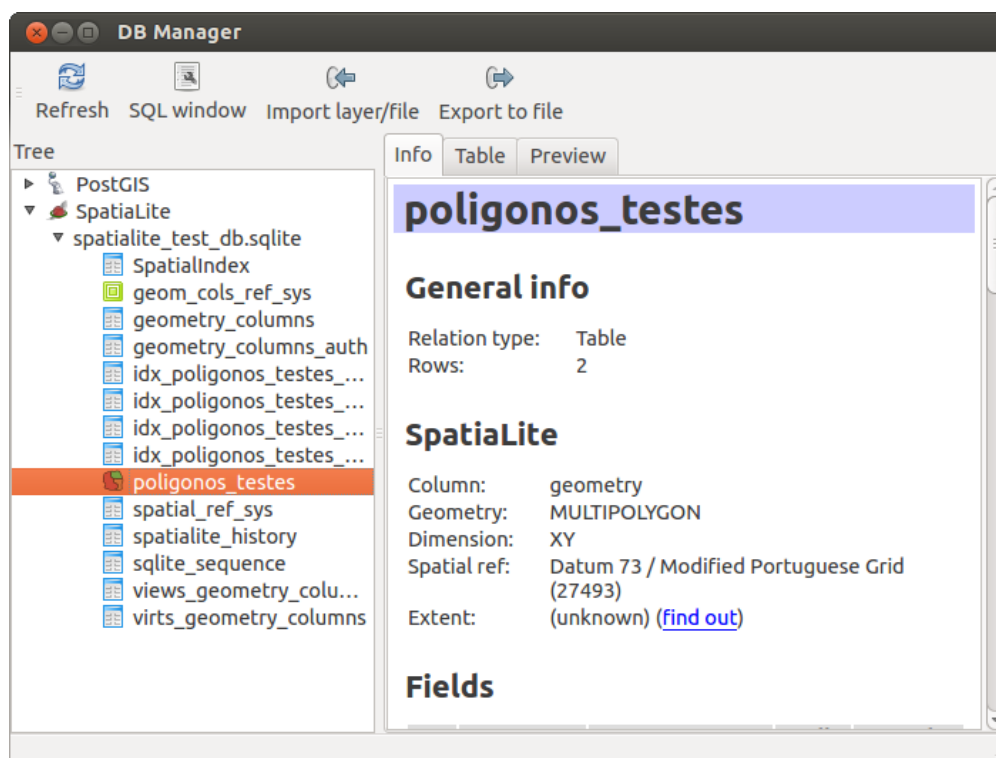 DB Manager
Refresh SQL window Import layer/file Export to file
Tree
PostGIS
SpatiaLite
spatialite_test_db.sqlite
SpatialIndex
geom_cols_ref_sys
geometry_columns
geometry_columns_auth
idx_poligonos_testes_...
idx_poligonos_testes_...
idx_poligonos_testes_...
idx_poligonos_testes_...
poligonos_testes
spatial_ref_sys
spatialite_history
sqlite_sequence
views_geometry_colu...
virts_geometry_columns
Info Table Preview
poligonos_testes
General info
Relation type: Table
Rows: 2
SpatiaLite
Column: geometry
Geometry: MULTIPOLYGON
Dimension: XY
Spatial ref: Datum 73 / Modified Portuguese Grid
(27493)
Extent: (unknown) (find out)
Fields